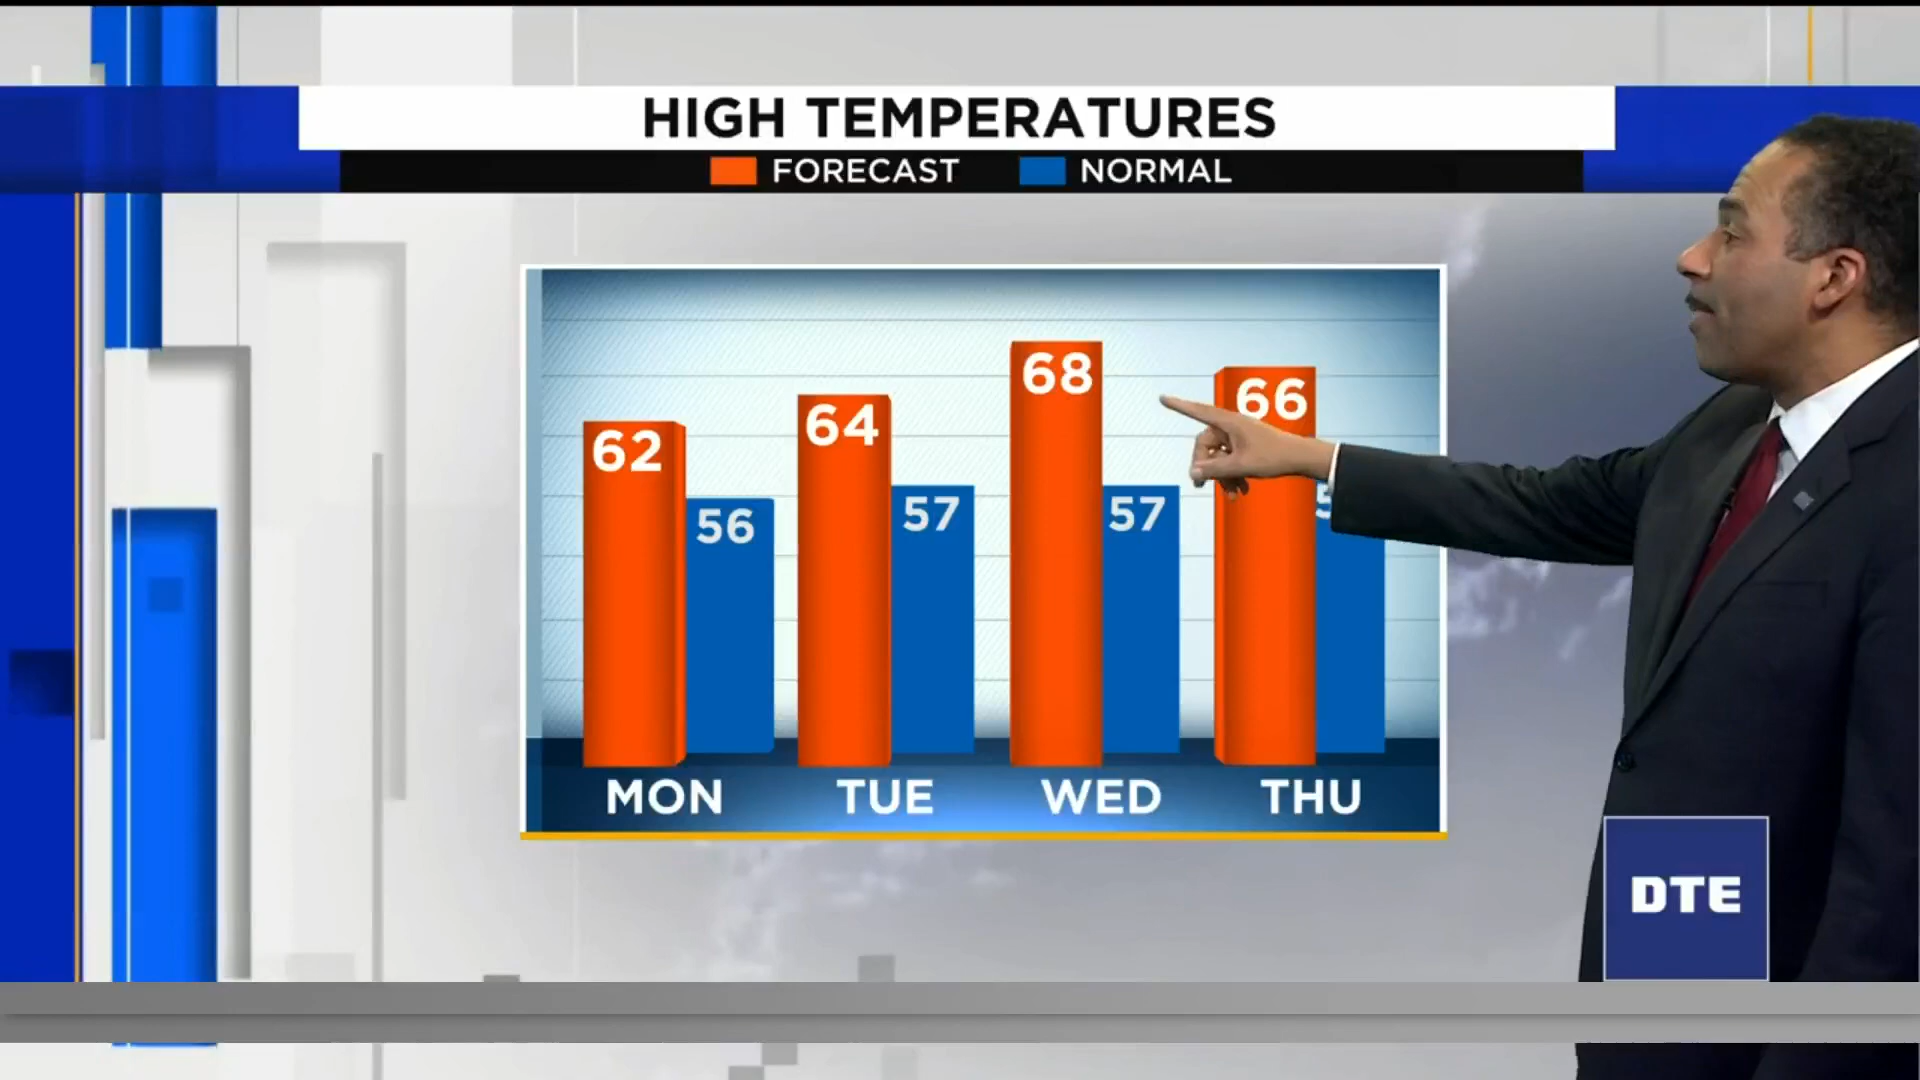 HIGH TEMPERATURES
FORECAST NORMAL
62 56 64 57 68 57 66
MON TUE WED THU
DTE